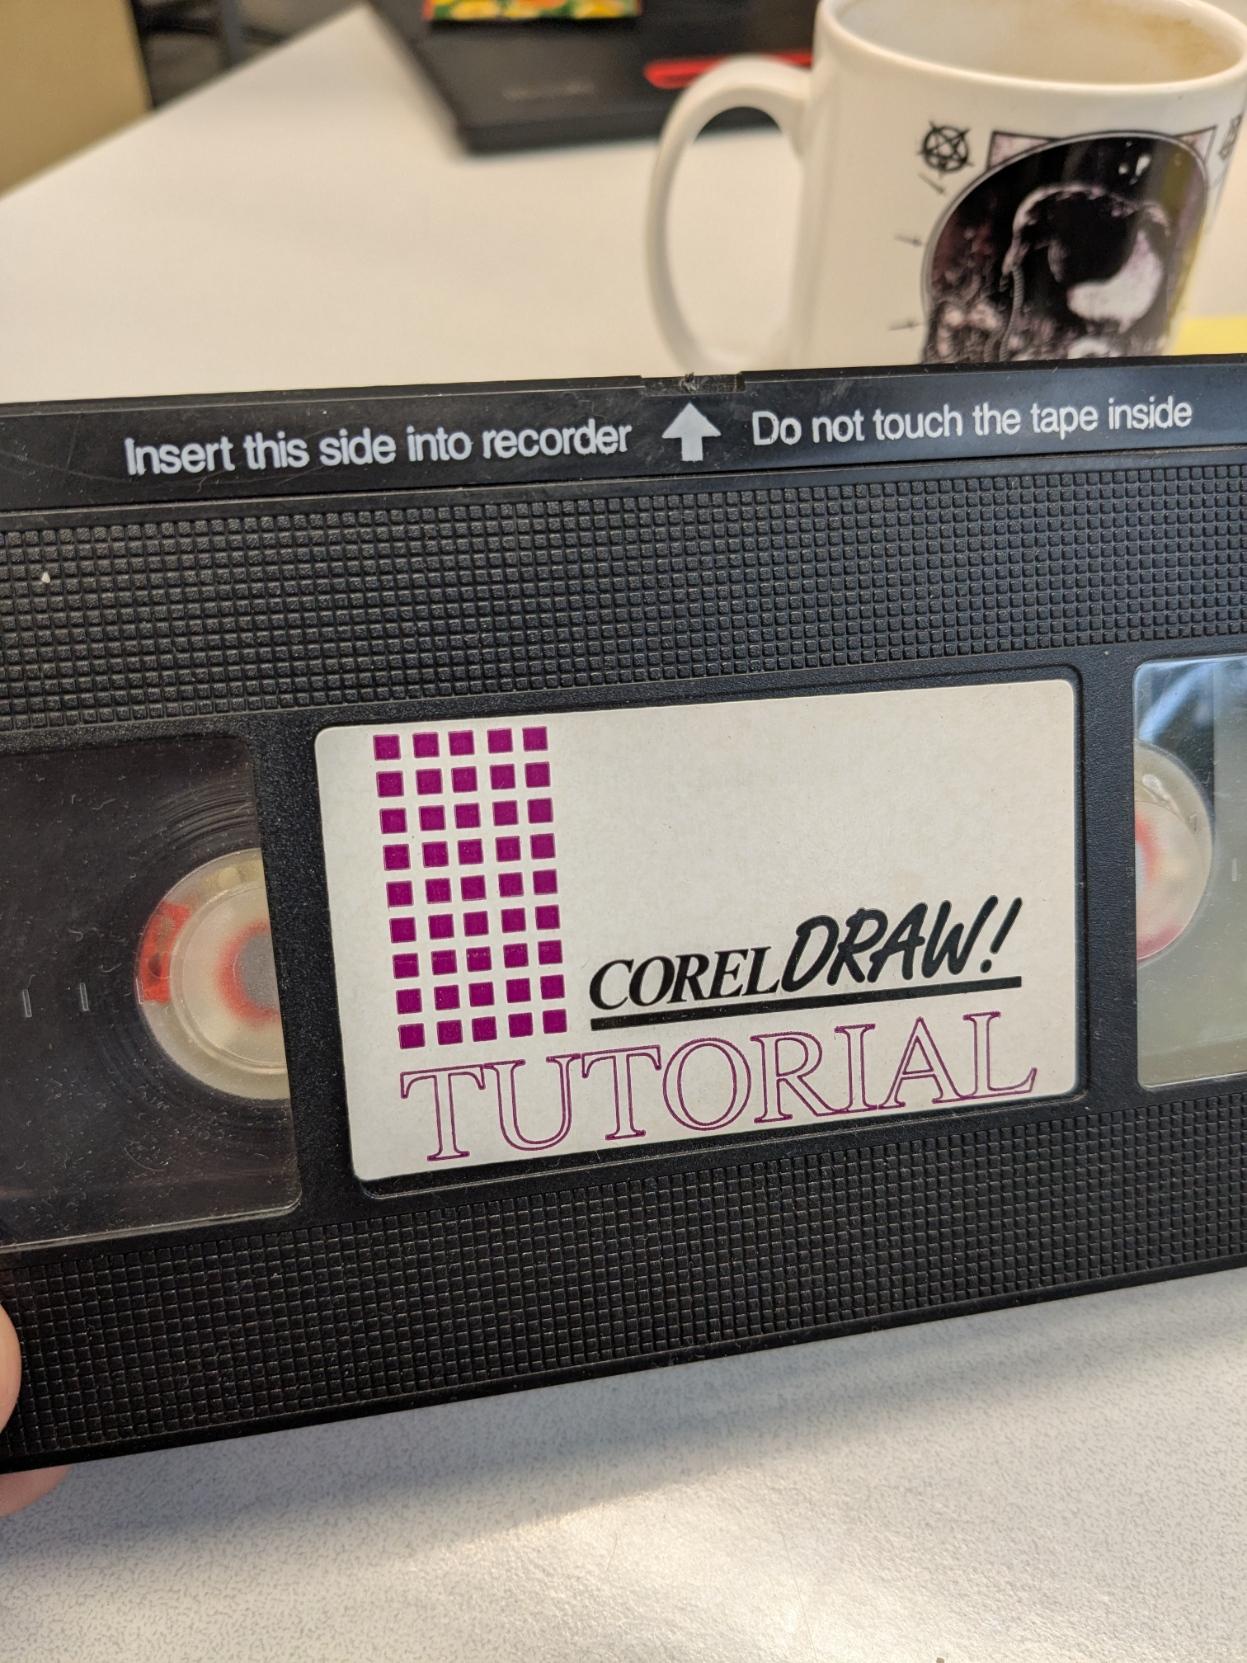 Insert this side into recorder Do not touch the tape inside
CORELDRAW!
TUTORIAL